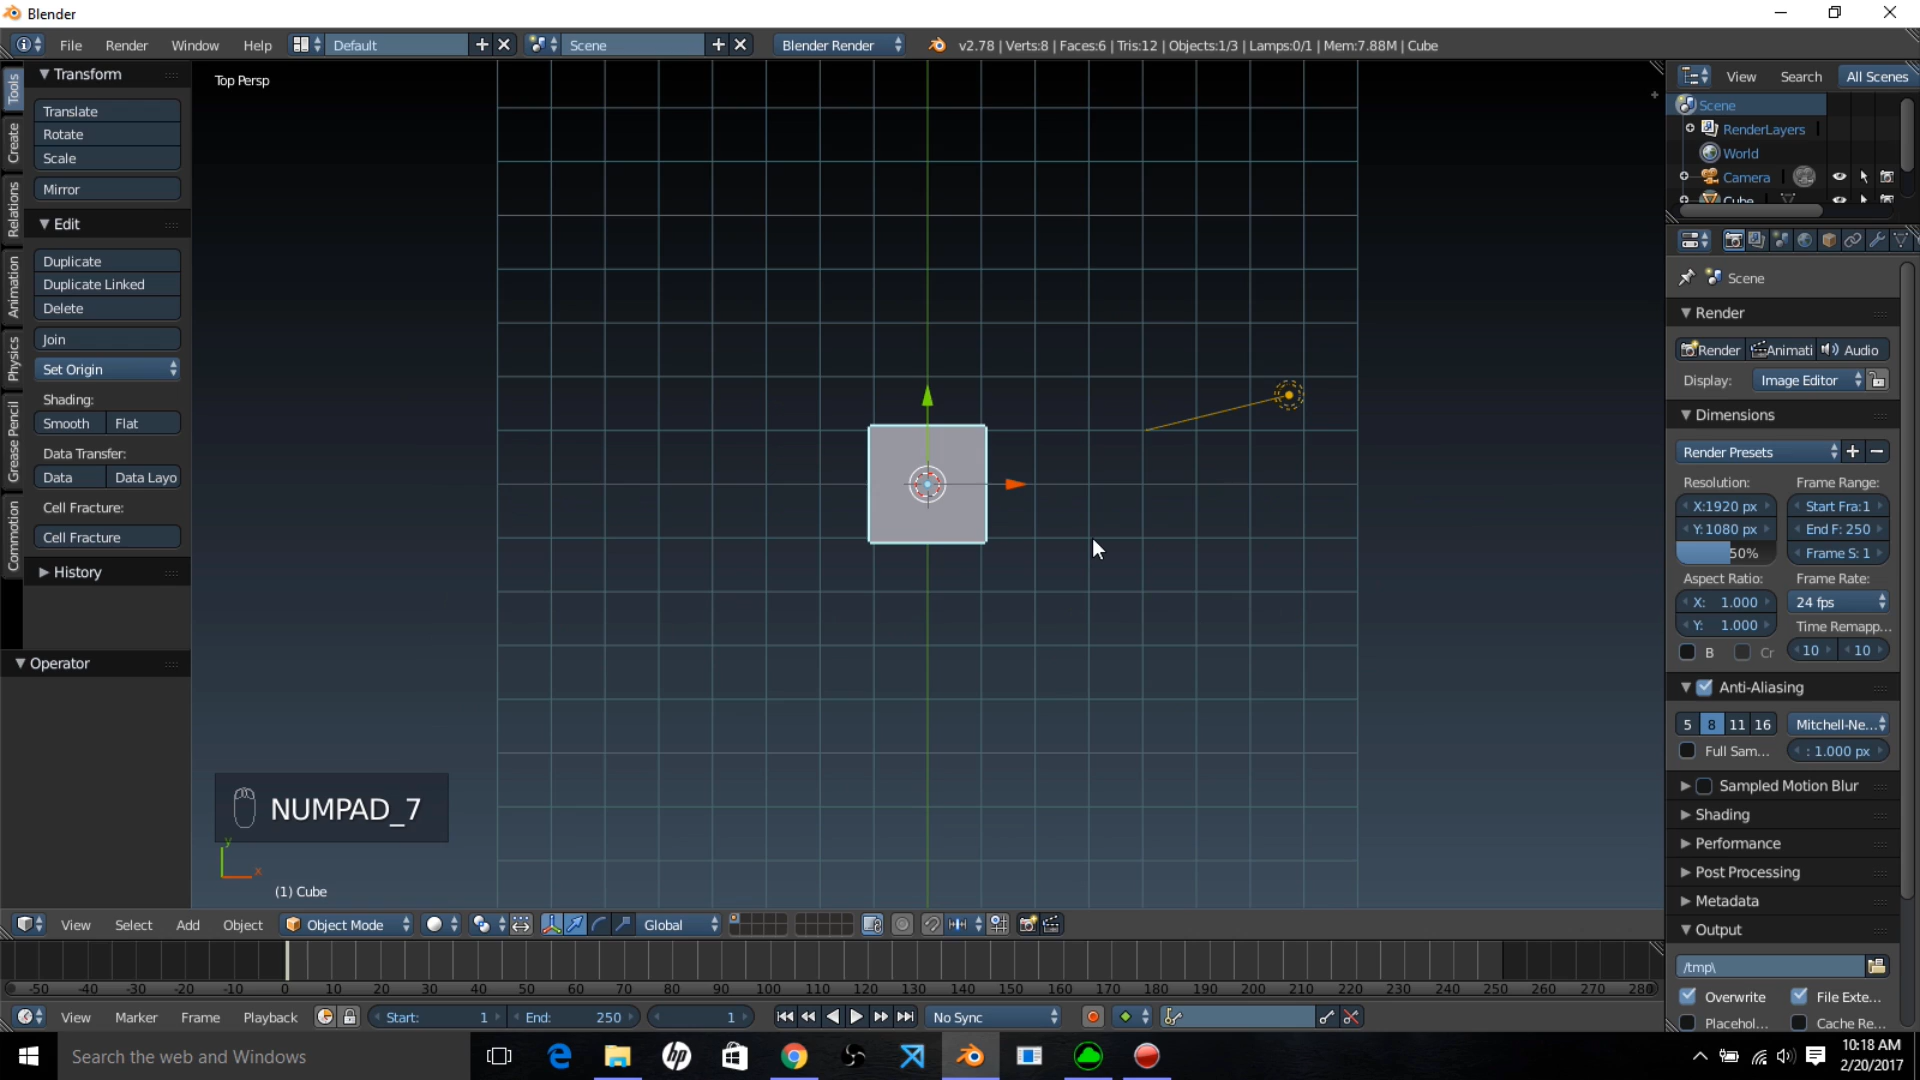 Blender
File Render Window Help Default Scene Blender Render v2.78 | Verts:8 | Faces:6 | Tris:12 | Objects:1/3 | Lamps:0/1 | Mem:7.88M | Cube
Tools
Create
Relations
Animation
Physics
Grease Pencil
Commotion
Transform
Translate
Rotate
Scale
Mirror
Edit
Duplicate
Duplicate Linked
Delete
Join
Set Origin
Shading:
Smooth Flat
Data Transfer:
Data Data Layo
Cell Fracture:
Cell Fracture
History
Operator
Top Persp
NUMPAD_7
y
x
(1) Cube
View Search All Scenes
Scene
RenderLayers
World
Camera
Cube
Scene
Render
Render Animati Audio
Display: Image Editor
Dimensions
Render Presets
Resolution: Frame Range:
X:1920 px Start Fra:1
Y:1080 px End F: 250
50% Frame S: 1
Aspect Ratio: Frame Rate:
X: 1.000 24 fps
Y: 1.000 Time Remapp...
B Cr 10 10
Anti-Aliasing
5 8 11 16 Mitchell-Ne...
Full Sam... : 1.000 px
Sampled Motion Blur
Shading
Performance
Post Processing
Metadata
Output
/tmp\
Overwrite File Exte...
Placehol... Cache Re...
View Select Add Object Object Mode Global
-50 -40 -30 -20 -10 0 10 20 30 40 50 60 70 80 90 100 110 120 130 140 150 160 170 180 190 200 210 220 230 240 250 260 270 280
View Marker Frame Playback Start: 1 End: 250 1 No Sync
Search the web and Windows
hp
10:18 AM
2/20/2017